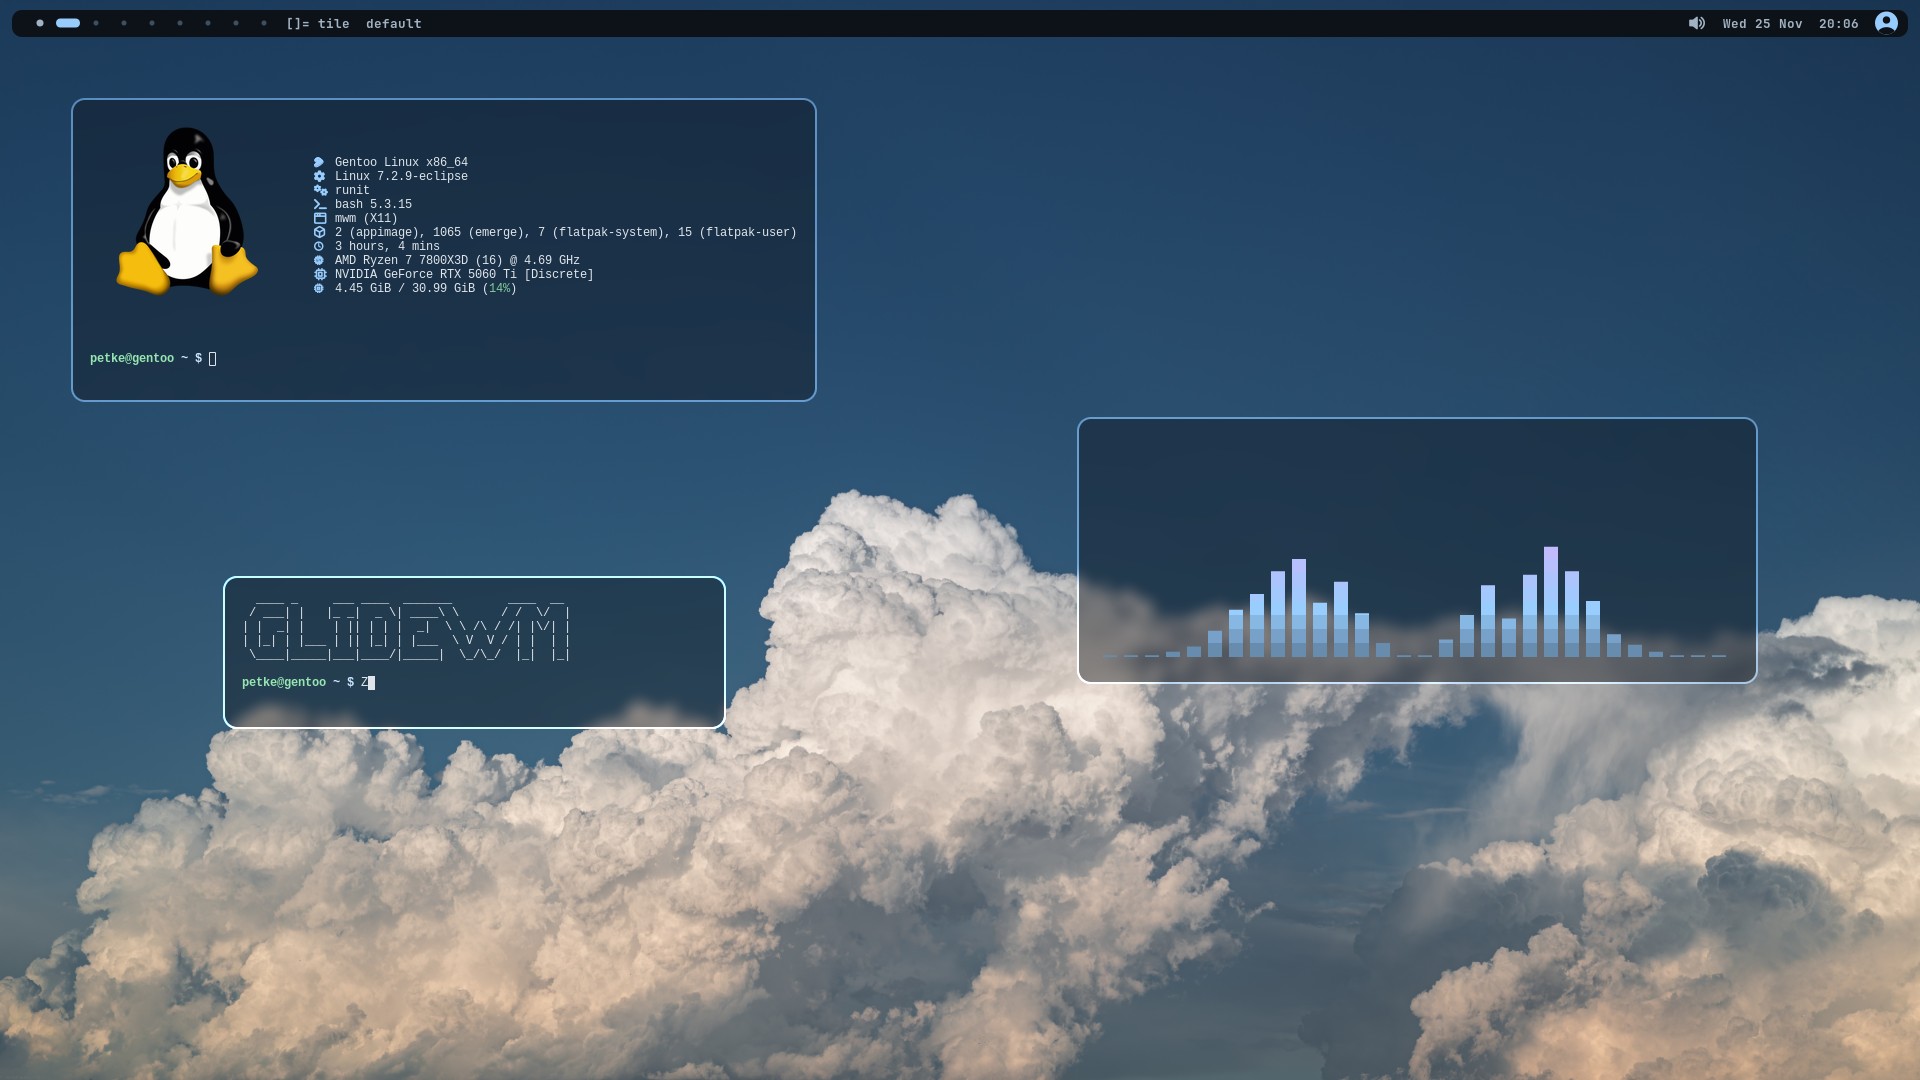 []= tile default
Wed 25 Nov 20:06
Gentoo Linux x86_64
Linux 7.2.9-eclipse
runit
bash 5.3.15
mwm (X11)
2 (appimage), 1065 (emerge), 7 (flatpak-system), 15 (flatpak-user)
3 hours, 4 mins
AMD Ryzen 7 7800X3D (16) @ 4.69 GHz
NVIDIA GeForce RTX 5060 Ti [Discrete]
4.45 GiB / 30.99 GiB (14%)
petke@gentoo ~ $
GLIDE WM
petke@gentoo ~ $ Z